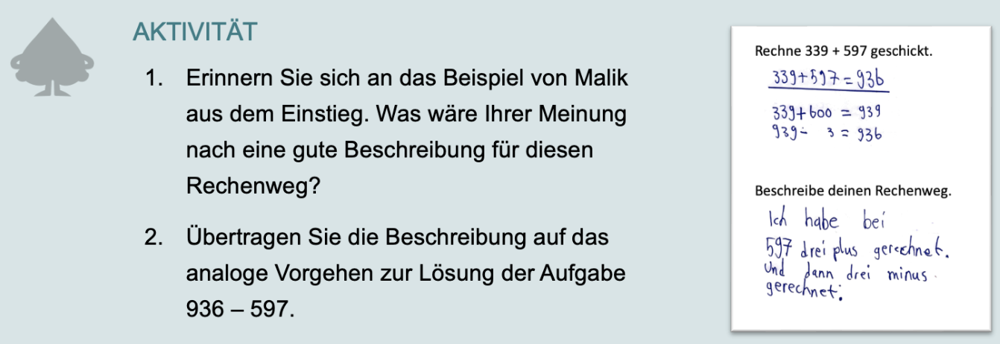 AKTIVITÄT
1. Erinnern Sie sich an das Beispiel von Malik
aus dem Einstieg. Was wäre Ihrer Meinung
nach eine gute Beschreibung für diesen
Rechenweg?
2. Übertragen Sie die Beschreibung auf das
analoge Vorgehen zur Lösung der Aufgabe
936 – 597.
Rechne 339 + 597 geschickt.
339+597=936
339+600 = 939
939- 3 = 936
Beschreibe deinen Rechenweg.
Ich habe bei
597 drei plus gerechnet.
Und dann drei minus
gerechnet.